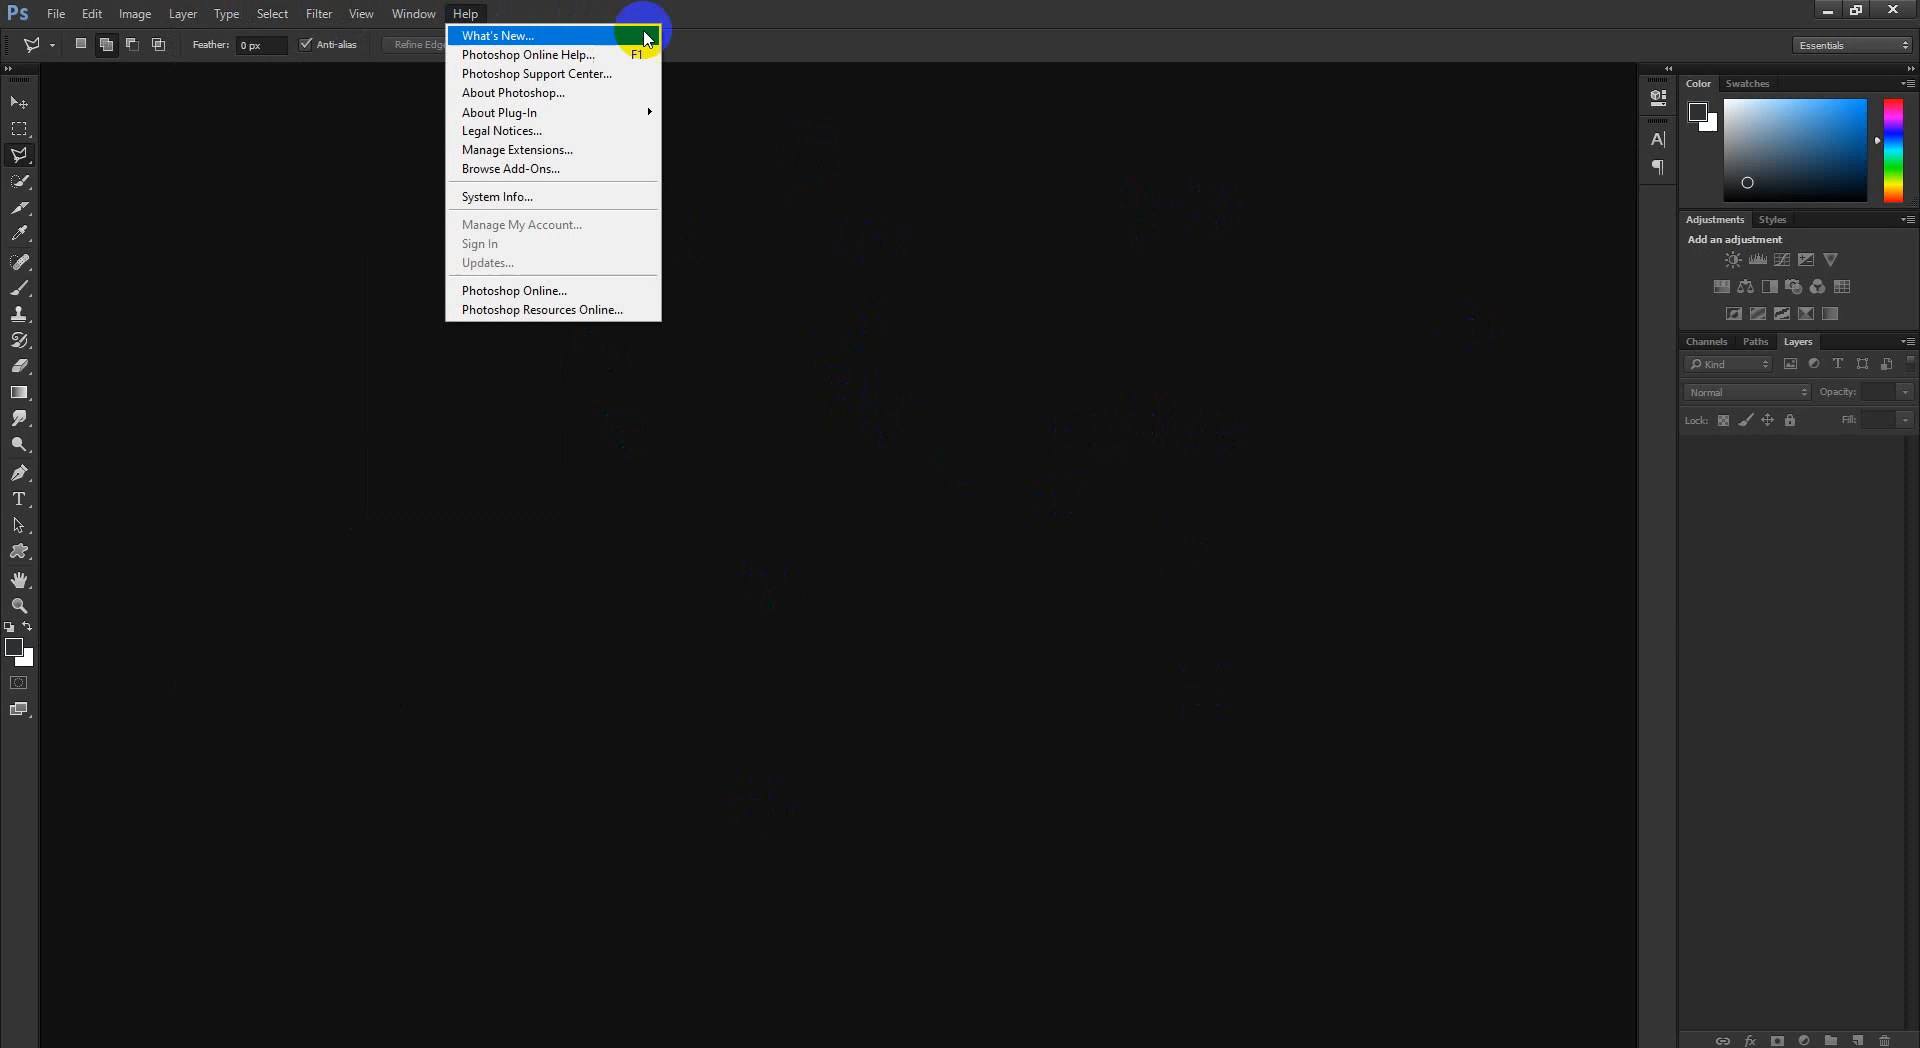 Ps File Edit Image Layer Type Select Filter View Window Help
Feather: 0 px Anti-alias Refine Edge Essentials
What's New...
Photoshop Online Help... F1
Photoshop Support Center...
About Photoshop...
About Plug-In
Legal Notices...
Manage Extensions...
Browse Add-Ons...
System Info...
Manage My Account...
Sign In
Updates...
Photoshop Online...
Photoshop Resources Online...
Color Swatches
Adjustments Styles
Add an adjustment
Channels Paths Layers
Kind
Normal Opacity:
Lock: Fill: